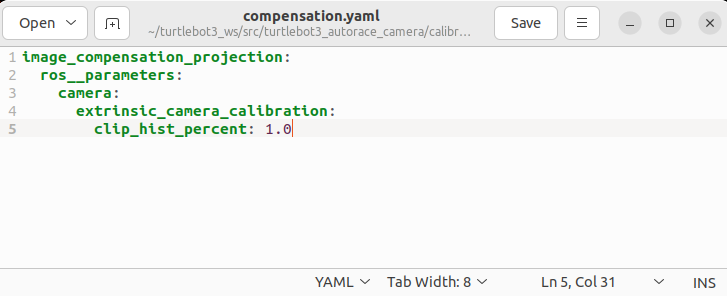 Open
compensation.yaml
~/turtlebot3_ws/src/turtlebot3_autorace_camera/calibr…
Save
1 image_compensation_projection:
2   ros__parameters:
3     camera:
4       extrinsic_camera_calibration:
5         clip_hist_percent: 1.0
YAML
Tab Width: 8
Ln 5, Col 31
INS